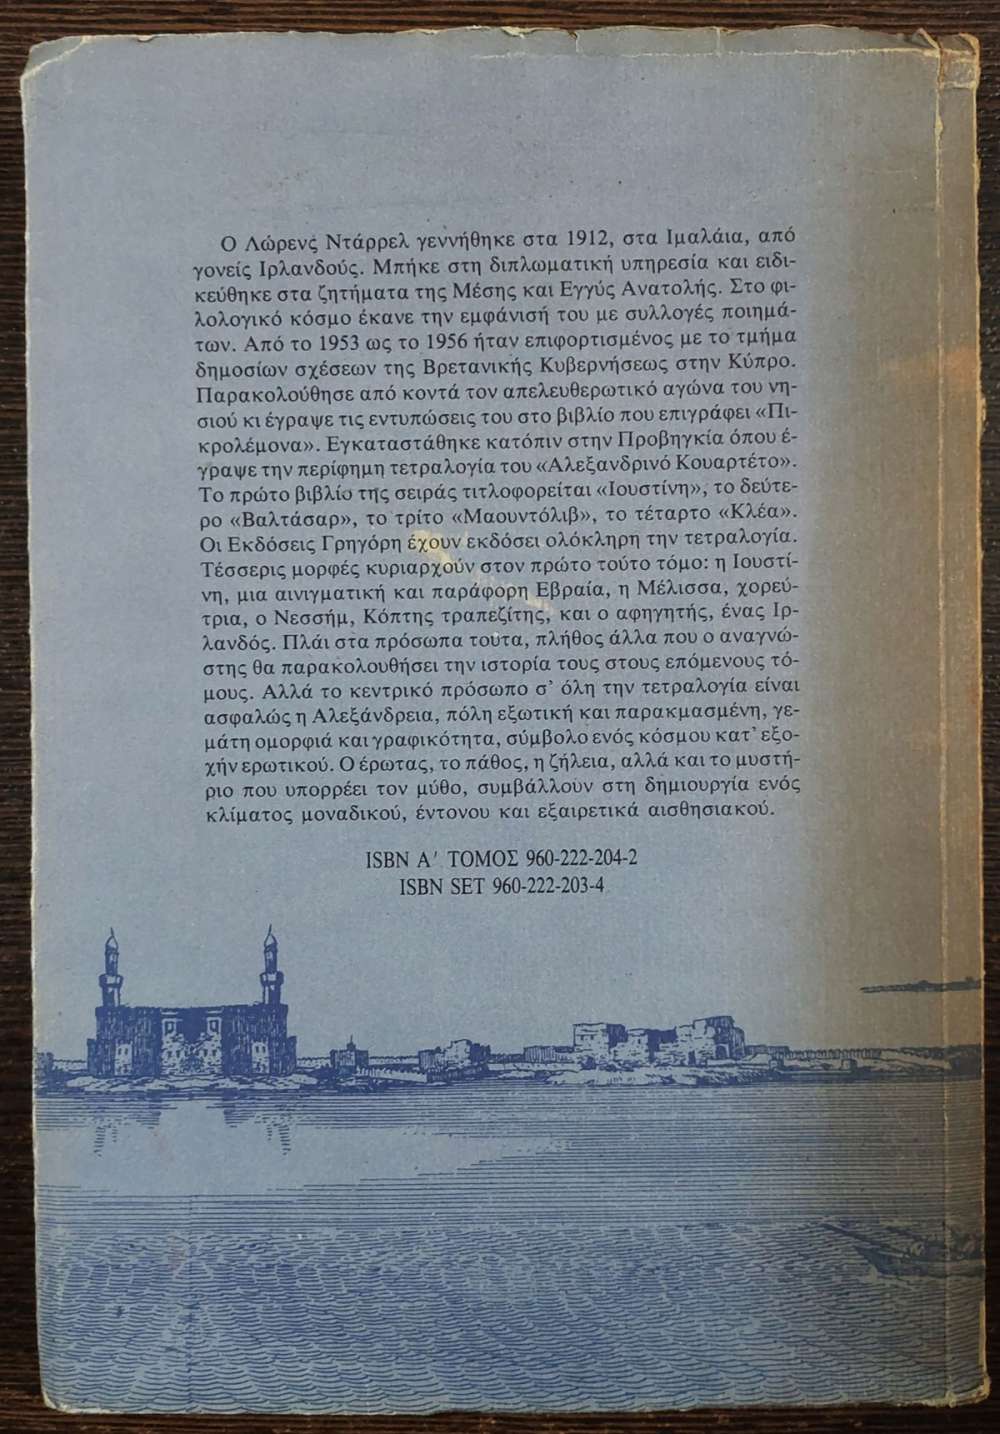 Ο Λώρενς Ντάρρελ γεννήθηκε στα 1912, στα Ιμαλάια, από
γονείς Ιρλανδούς. Μπήκε στη διπλωματική υπηρεσία και ειδι-
κεύθηκε στα ζητήματα της Μέσης και Εγγύς Ανατολής. Στο φι-
λολογικό κόσμο έκανε την εμφάνισή του με συλλογές ποιημά-
των. Από το 1953 ως το 1956 ήταν επιφορτισμένος με το τμήμα
δημοσίων σχέσεων της Βρετανικής Κυβερνήσεως στην Κύπρο.
Παρακολούθησε από κοντά τον απελευθερωτικό αγώνα του νη-
σιού κι έγραψε τις εντυπώσεις του στο βιβλίο που επιγράφει «Πι-
κρολέμονα». Εγκαταστάθηκε κατόπιν στην Προβηγκία όπου έ-
γραψε την περίφημη τετραλογία του «Αλεξανδρινό Κουαρτέτο».
Το πρώτο βιβλίο της σειράς τιτλοφορείται «Ιουστίνη», το δεύτε-
ρο «Βαλτάσαρ», το τρίτο «Μαουντόλιβ», το τέταρτο «Κλέα».
Οι Εκδόσεις Γρηγόρη έχουν εκδόσει ολόκληρη την τετραλογία.
Τέσσερις μορφές κυριαρχούν στον πρώτο τούτο τόμο: η Ιουστί-
νη, μια αινιγματική και παράφορη Εβραία, η Μέλισσα, χορεύ-
τρια, ο Νεσσήμ, Κόπτης τραπεζίτης, και ο αφηγητής, ένας Ιρ-
λανδός. Πλάι στα πρόσωπα τούτα, πλήθος άλλα που ο αναγνώ-
στης θα παρακολουθήσει την ιστορία τους στους επόμενους τό-
μους. Αλλά το κεντρικό πρόσωπο σ' όλη την τετραλογία είναι
ασφαλώς η Αλεξάνδρεια, πόλη εξωτική και παρακμασμένη, γε-
μάτη ομορφιά και γραφικότητα, σύμβολο ενός κόσμου κατ' εξο-
χήν ερωτικού. Ο έρωτας, το πάθος, η ζήλεια, αλλά και το μυστή-
ριο που υπορρέει τον μύθο, συμβάλλουν στη δημιουργία ενός
κλίματος μοναδικού, έντονου και εξαιρετικά αισθησιακού.
ISBN Α' ΤΟΜΟΣ 960-222-204-2
ISBN SET 960-222-203-4